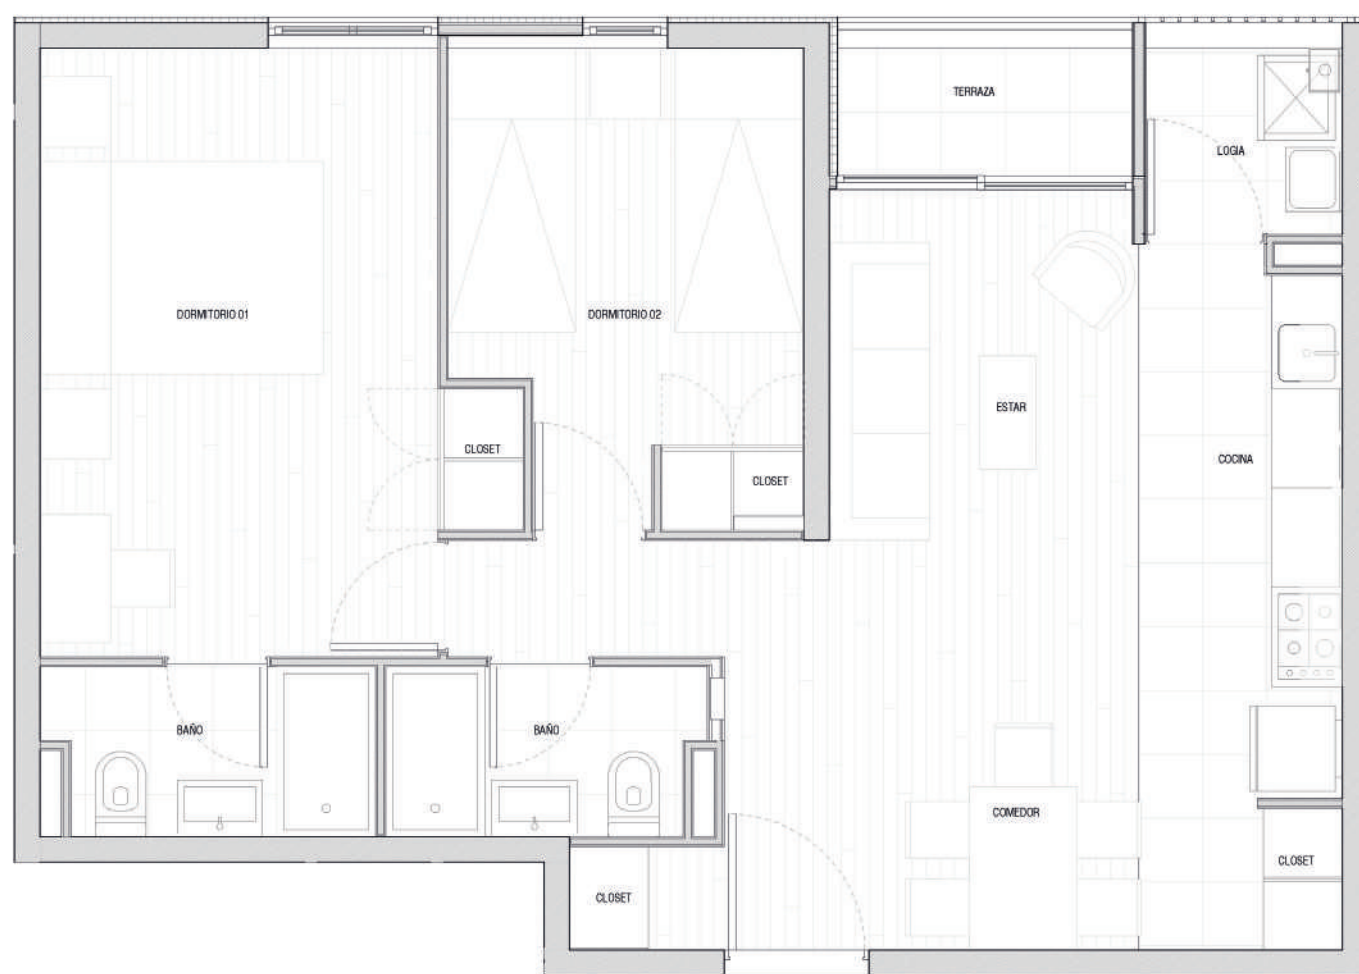 TERRAZA
LOGIA
DORMITORIO 01
DORMITORIO 02
ESTAR
CLOSET
COCINA
CLOSET
BAÑO
BAÑO
COMEDOR
CLOSET
CLOSET